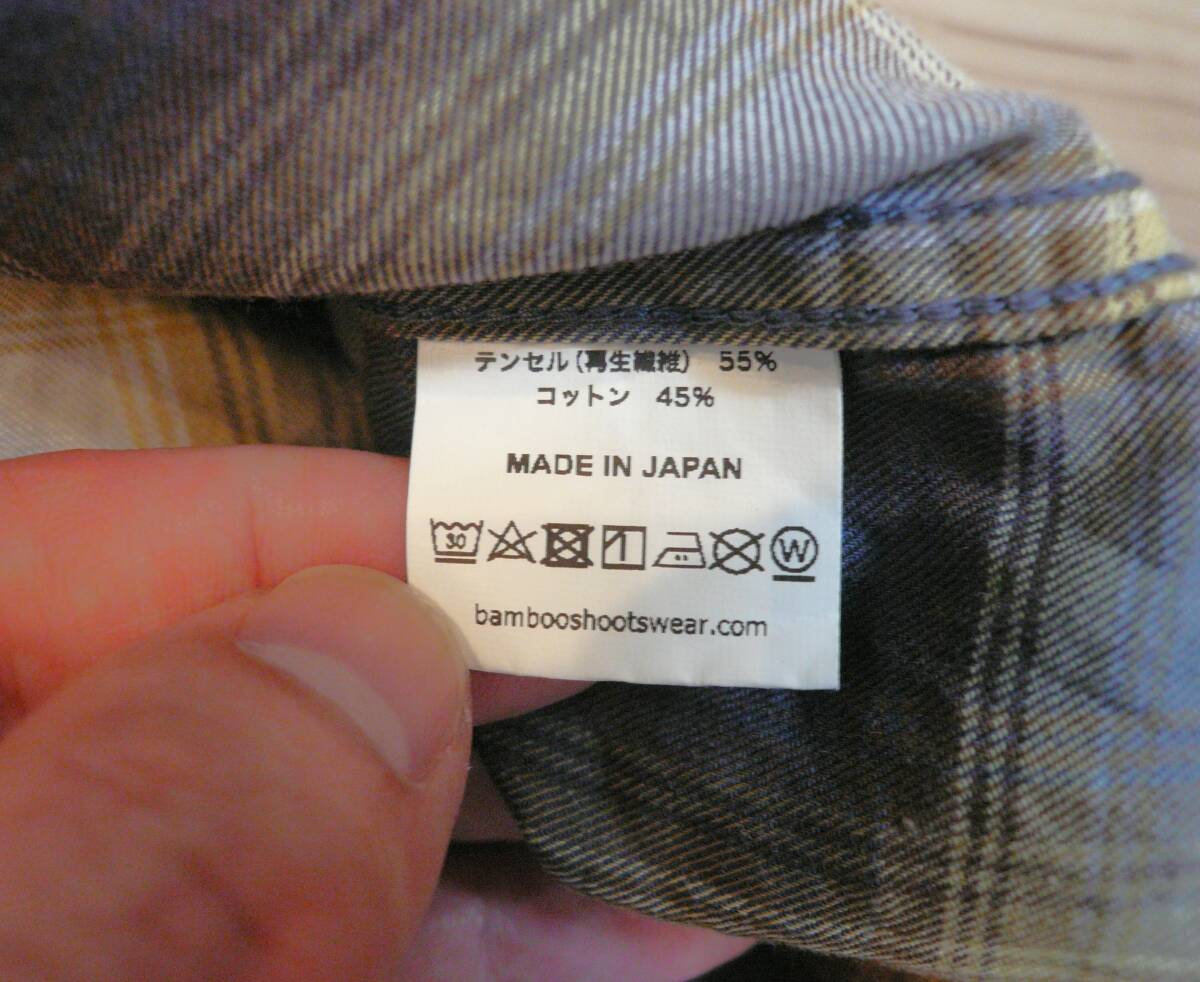 テンセル（再生繊維） 55%
コットン 45%
MADE IN JAPAN
30 W
bambooshootswear.com